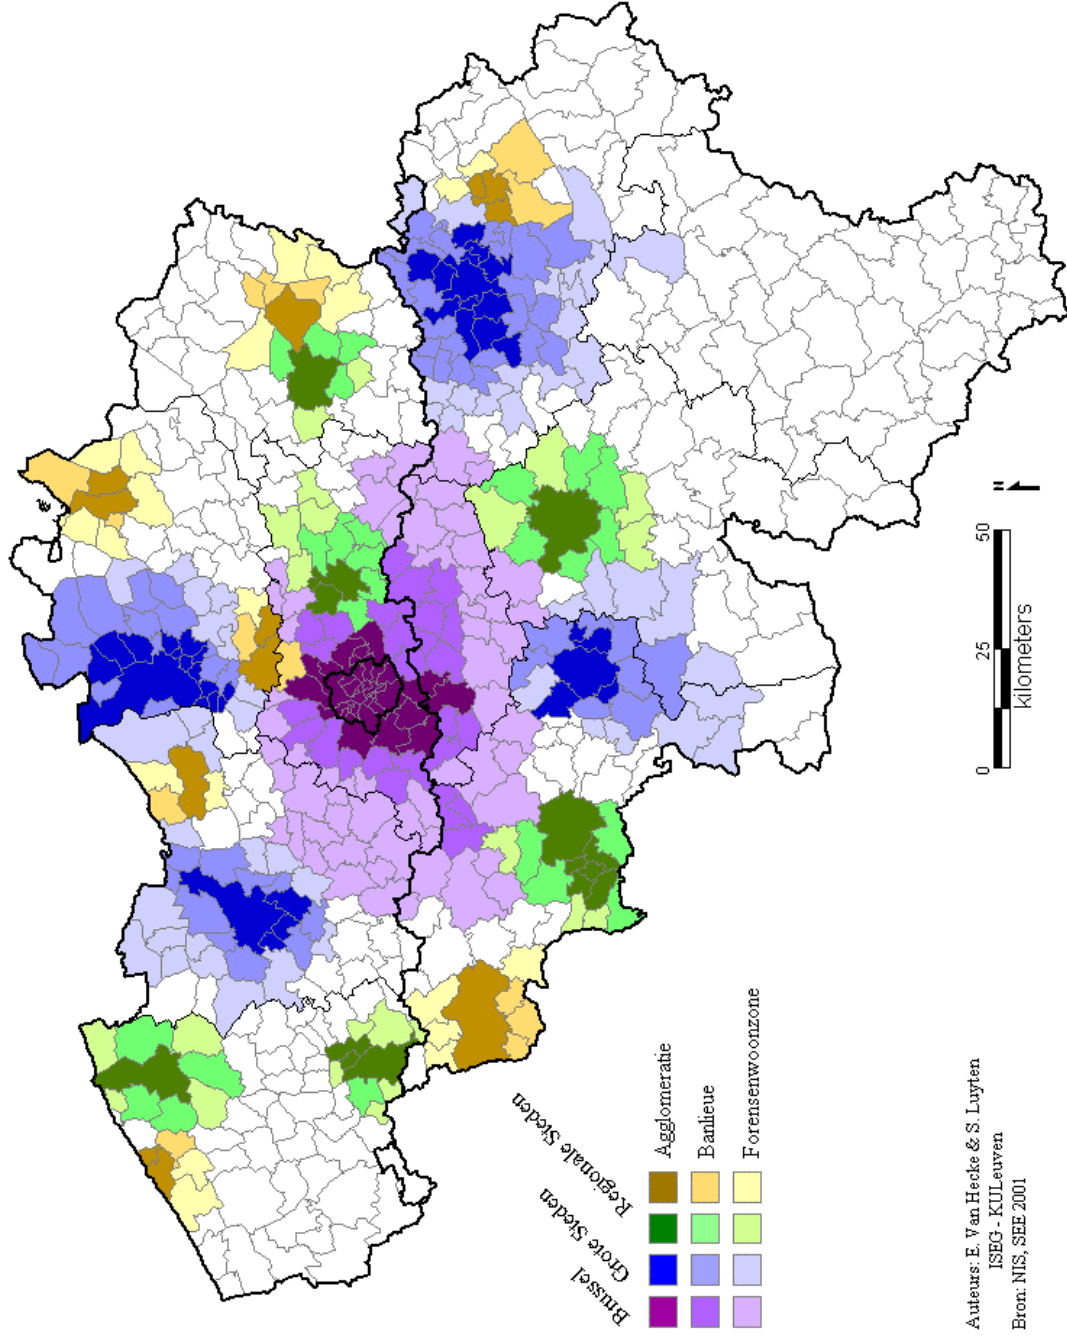 N
0
25
50
kilometers
Brussel
Grote Steden
Regionale Steden
Agglomeratie
Banlieue
Forensenwoonzone
Auteurs: E. Van Hecke & S. Luyten
ISEG - KULeuven
Bron: NIS, SEE 2001